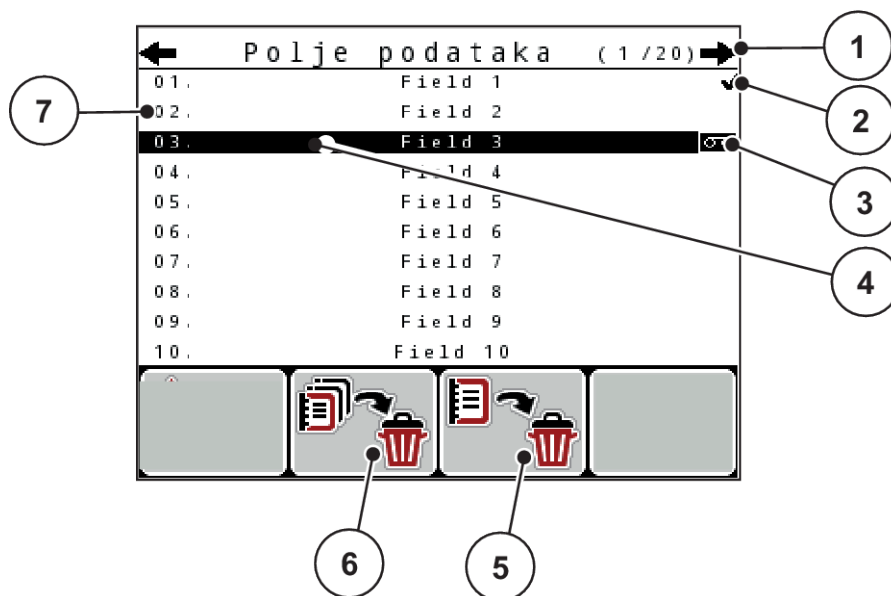 Polje podataka (1/20)
01. Field 1
02. Field 2
03. Field 3
04. Field 4
05. Field 5
06. Field 6
07. Field 7
08. Field 8
09. Field 9
10. Field 10
1
2
3
4
5
6
7